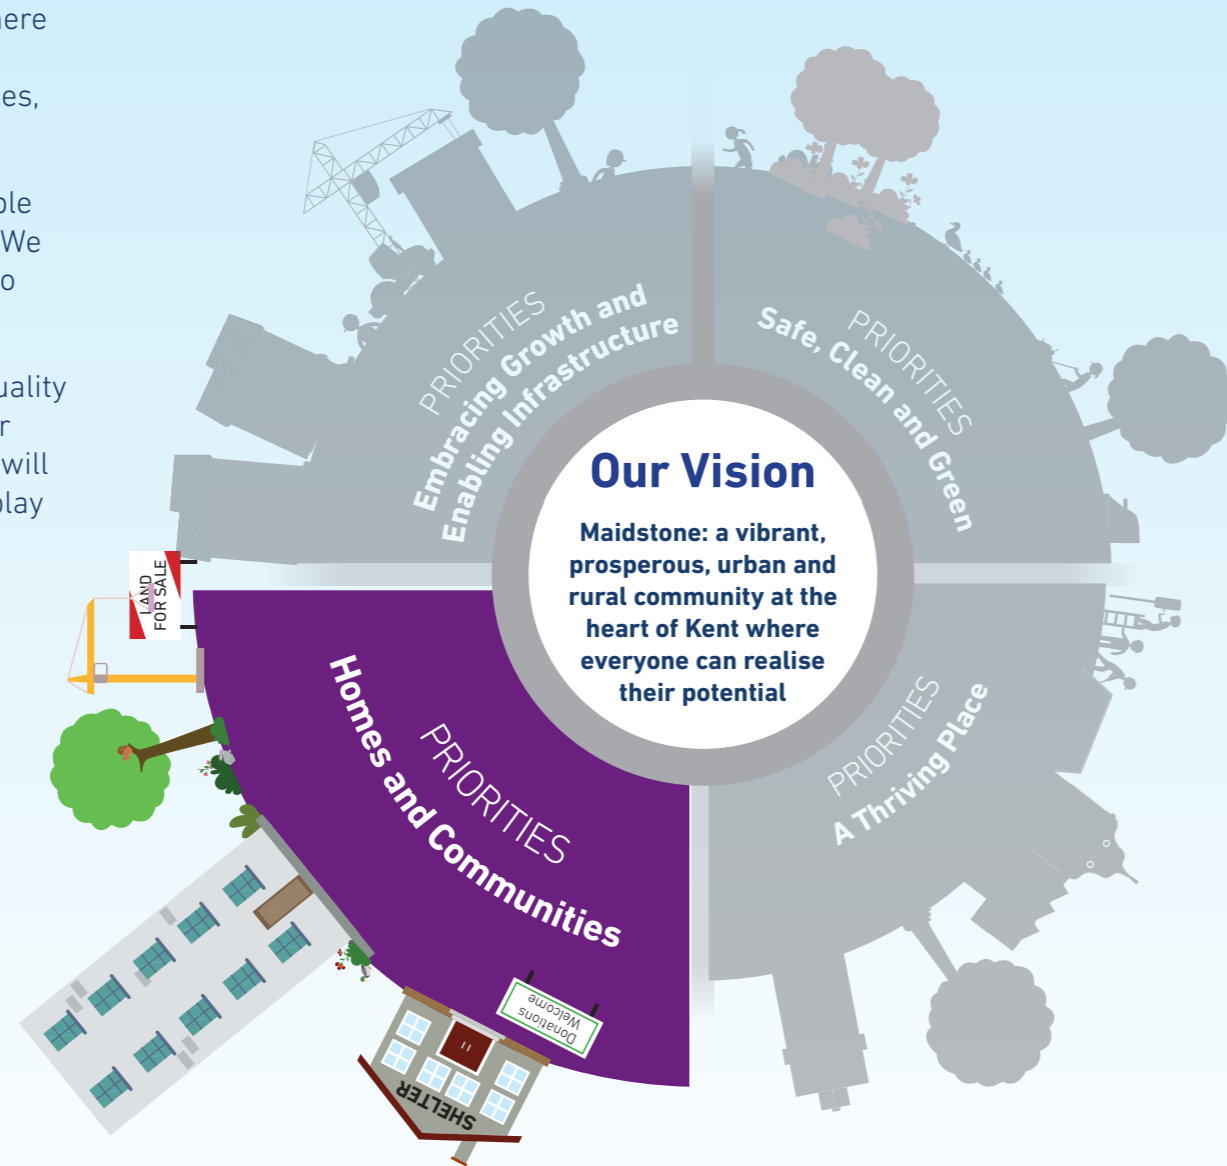 here
es,
ple
We
o
uality
r
will
play
PRIORITIES
Embracing Growth and
Enabling Infrastructure
PRIORITIES
Safe, Clean and Green
Our Vision
Maidstone: a vibrant,
prosperous, urban and
rural community at the
heart of Kent where
everyone can realise
their potential
LAND
FOR SALE
PRIORITIES
Homes and Communities
PRIORITIES
A Thriving Place
Donations
Welcome
SHELTER